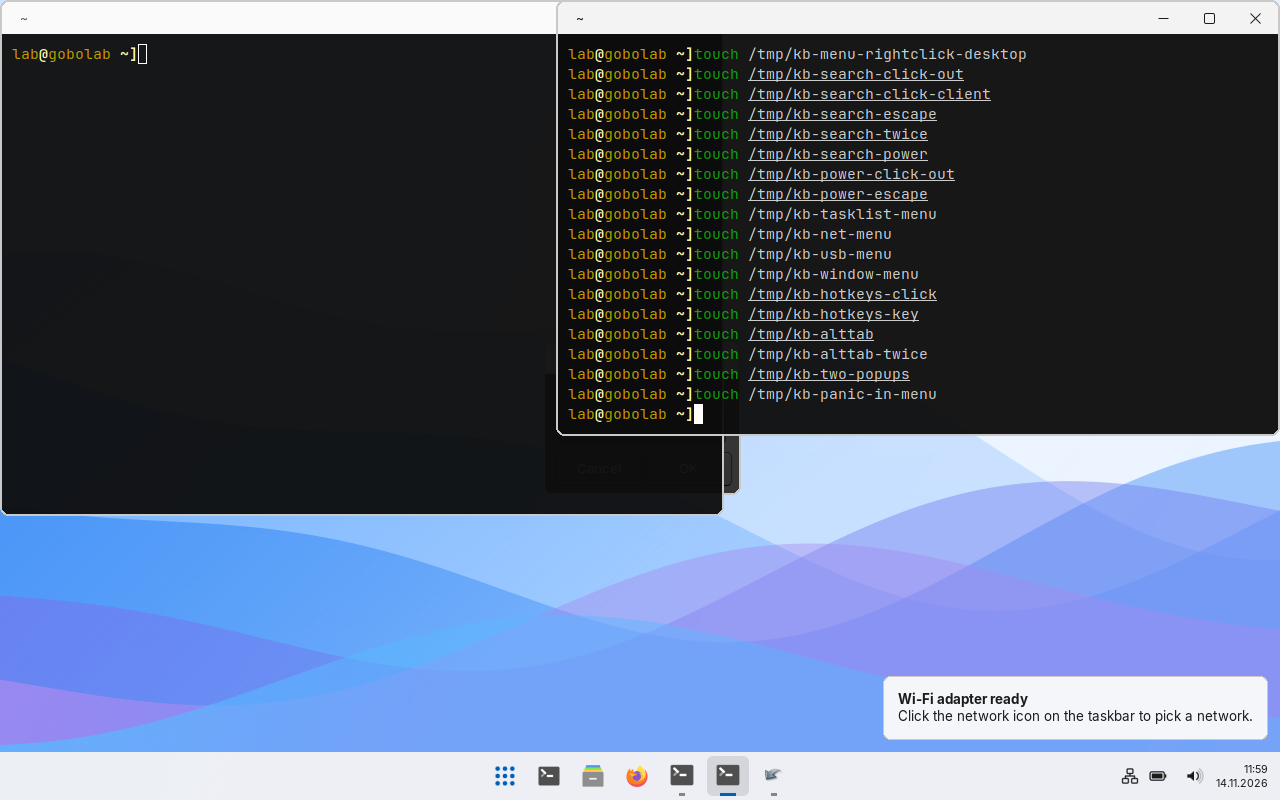 ~
~
lab@gobolab ~]
lab@gobolab ~]touch /tmp/kb-menu-rightclick-desktop
lab@gobolab ~]touch /tmp/kb-search-click-out
lab@gobolab ~]touch /tmp/kb-search-click-client
lab@gobolab ~]touch /tmp/kb-search-escape
lab@gobolab ~]touch /tmp/kb-search-twice
lab@gobolab ~]touch /tmp/kb-search-power
lab@gobolab ~]touch /tmp/kb-power-click-out
lab@gobolab ~]touch /tmp/kb-power-escape
lab@gobolab ~]touch /tmp/kb-tasklist-menu
lab@gobolab ~]touch /tmp/kb-net-menu
lab@gobolab ~]touch /tmp/kb-usb-menu
lab@gobolab ~]touch /tmp/kb-window-menu
lab@gobolab ~]touch /tmp/kb-hotkeys-click
lab@gobolab ~]touch /tmp/kb-hotkeys-key
lab@gobolab ~]touch /tmp/kb-alttab
lab@gobolab ~]touch /tmp/kb-alttab-twice
lab@gobolab ~]touch /tmp/kb-two-popups
lab@gobolab ~]touch /tmp/kb-panic-in-menu
lab@gobolab ~]
Cancel OK
Wi-Fi adapter ready
Click the network icon on the taskbar to pick a network.
11:59
14.11.2026